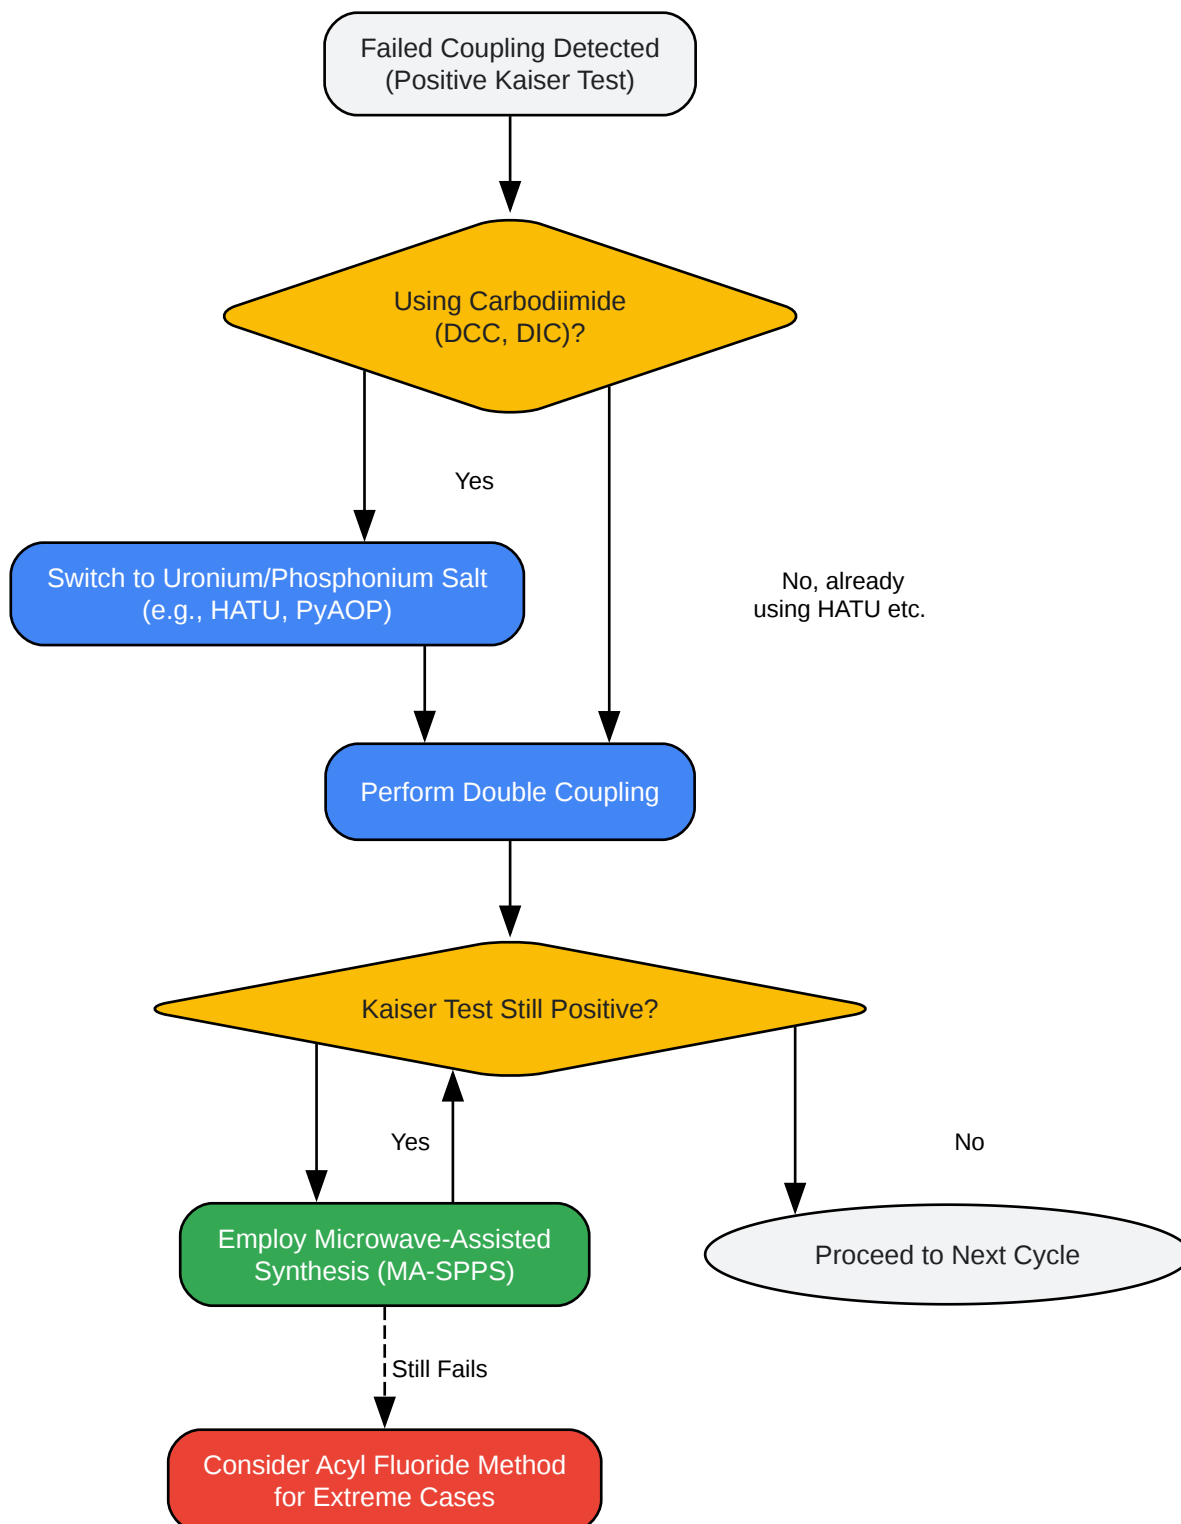 Failed Coupling Detected
(Positive Kaiser Test)
Using Carbodiimide
(DCC, DIC)?
Yes
Switch to Uronium/Phosphonium Salt
(e.g., HATU, PyAOP)
No, already
using HATU etc.
Perform Double Coupling
Kaiser Test Still Positive?
Yes
No
Employ Microwave-Assisted
Synthesis (MA-SPPS)
Proceed to Next Cycle
Still Fails
Consider Acyl Fluoride Method
for Extreme Cases